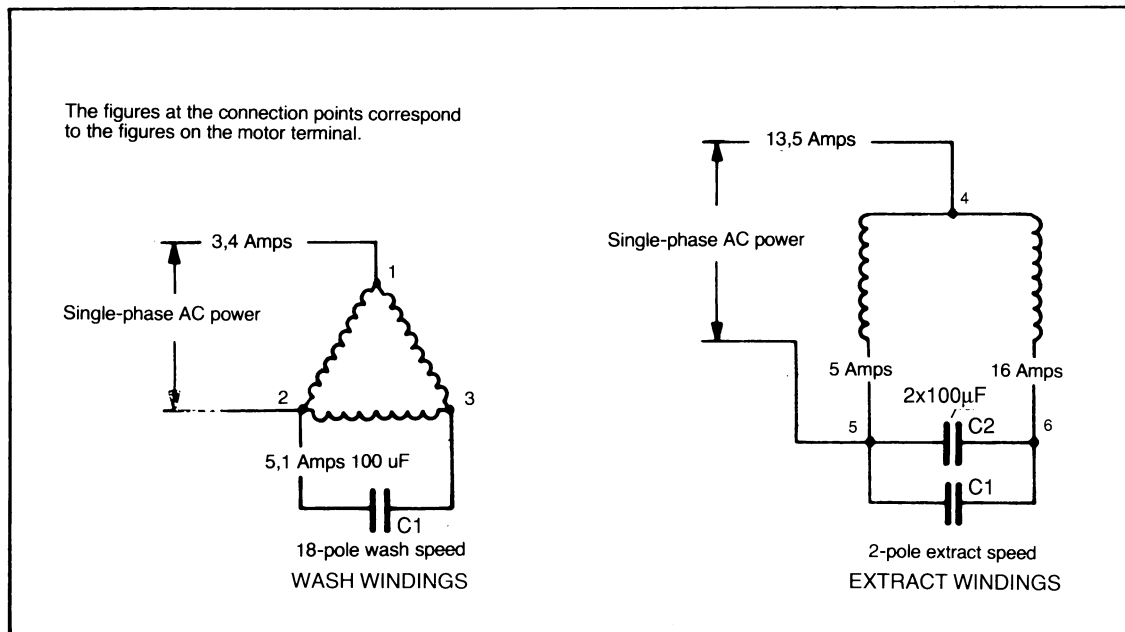 The figures at the connection points correspond
to the figures on the motor terminal.
3,4 Amps
1
Single-phase AC power
2
3
5,1 Amps 100 uF
C1
18-pole wash speed
WASH WINDINGS
13,5 Amps
4
Single-phase AC power
5 Amps
16 Amps
2x100μF
5
6
C2
C1
2-pole extract speed
EXTRACT WINDINGS